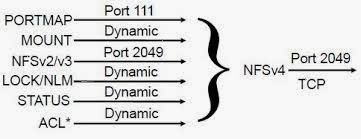 PORTMAP Port 111
MOUNT Dynamic
NFSv2/v3 Port 2049
LOCK/NLM Dynamic
STATUS Dynamic
ACL* Dynamic
NFSv4 Port 2049
TCP